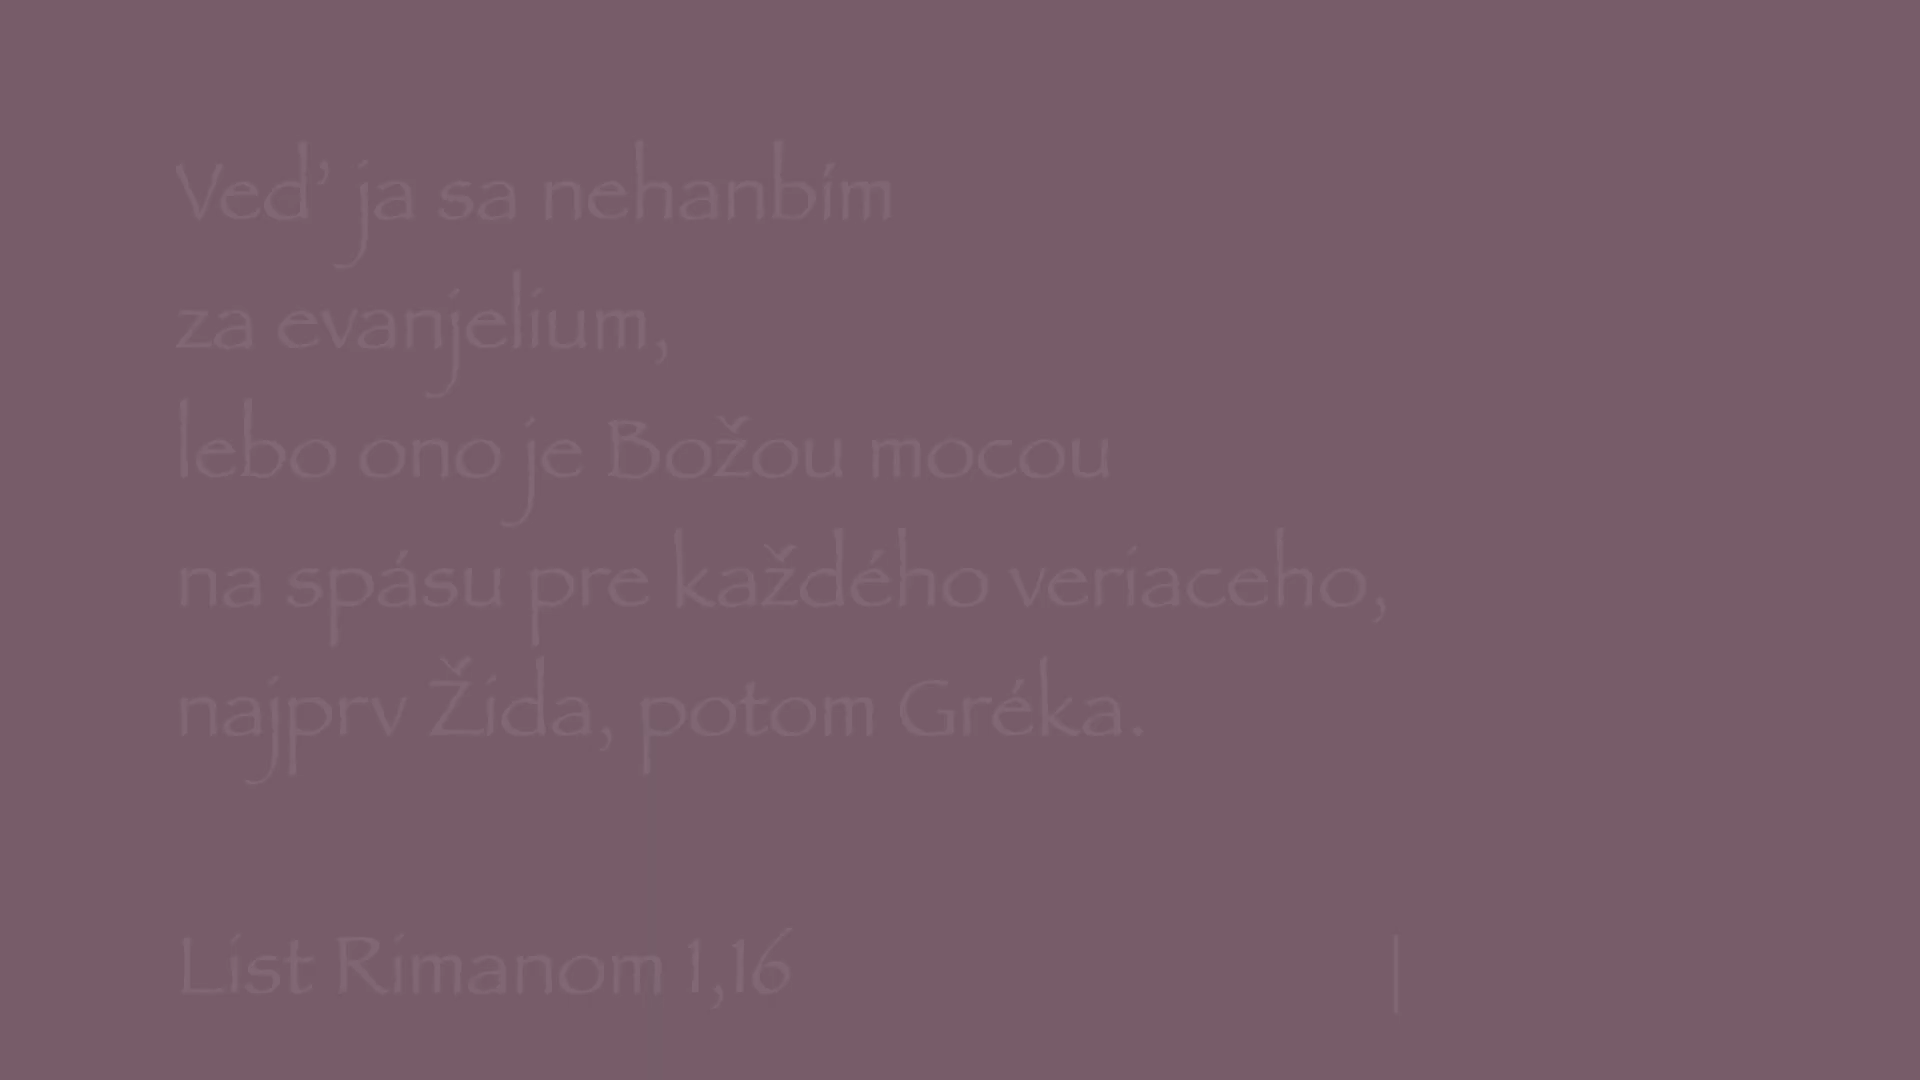 Veď ja sa nehanbím
za evanjelium,
lebo ono je Božou mocou
na spásu pre každého veriaceho,
najprv Žida, potom Gréka.
List Rimanom 1,16 |